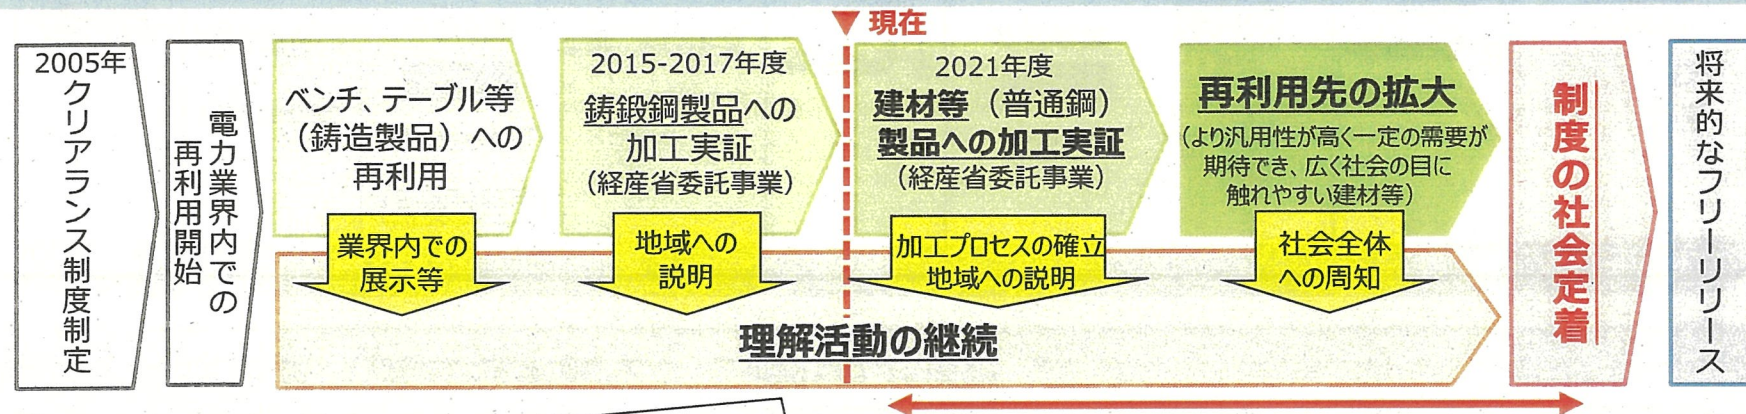 ▼現在
2005年
クリアランス制度制定
電力業界内での
再利用開始
ベンチ、テーブル等
（鋳造製品）への
再利用
2015-2017年度
鋳鍛鋼製品への
加工実証
（経産省委託事業）
2021年度
建材等（普通鋼）
製品への加工実証
（経産省委託事業）
再利用先の拡大
（より汎用性が高く一定の需要が
期待でき、広く社会の目に
触れやすい建材等）
制度の社会定着
将来的なフリーリリース
業界内での
展示等
地域への
説明
加工プロセスの確立
地域への説明
社会全体
への周知
理解活動の継続